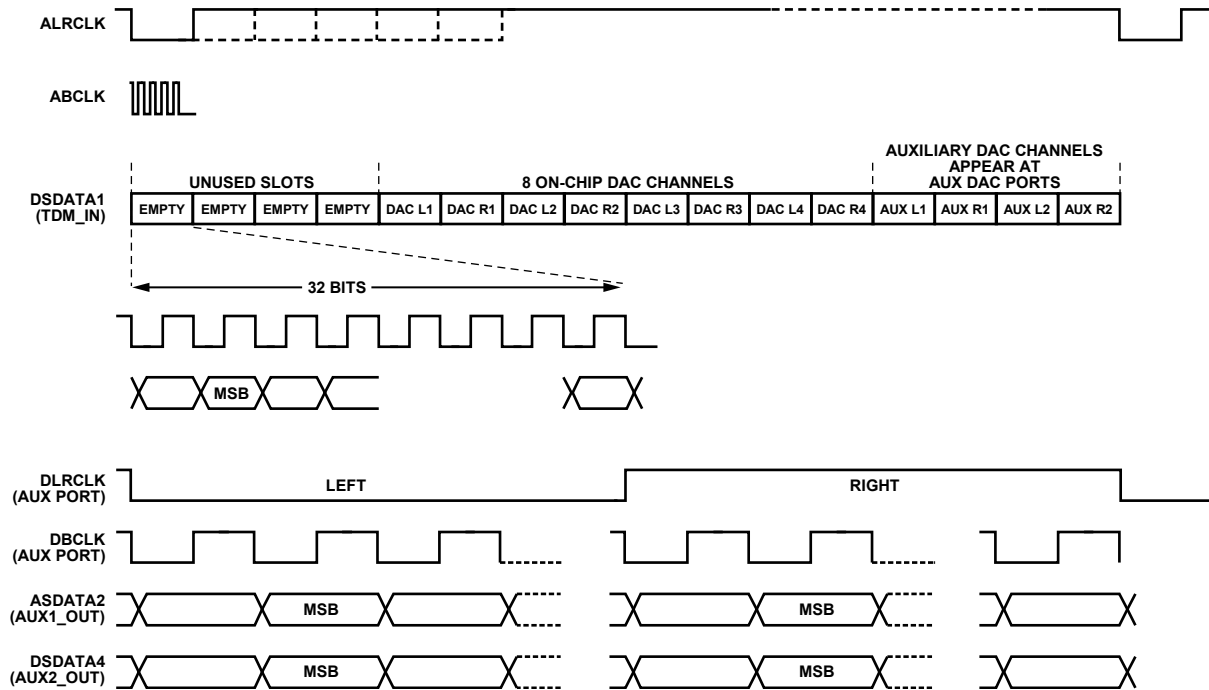 ALRCLK
ABCLK
AUXILIARY DAC CHANNELS
APPEAR AT
AUX DAC PORTS
UNUSED SLOTS
8 ON-CHIP DAC CHANNELS
DSDATA1
(TDM_IN)
EMPTY EMPTY EMPTY EMPTY DAC L1 DAC R1 DAC L2 DAC R2 DAC L3 DAC R3 DAC L4 DAC R4 AUX L1 AUX R1 AUX L2 AUX R2
32 BITS
MSB
DLRCLK
(AUX PORT)
LEFT
RIGHT
DBCLK
(AUX PORT)
ASDATA2
(AUX1_OUT)
MSB
MSB
DSDATA4
(AUX2_OUT)
MSB
MSB